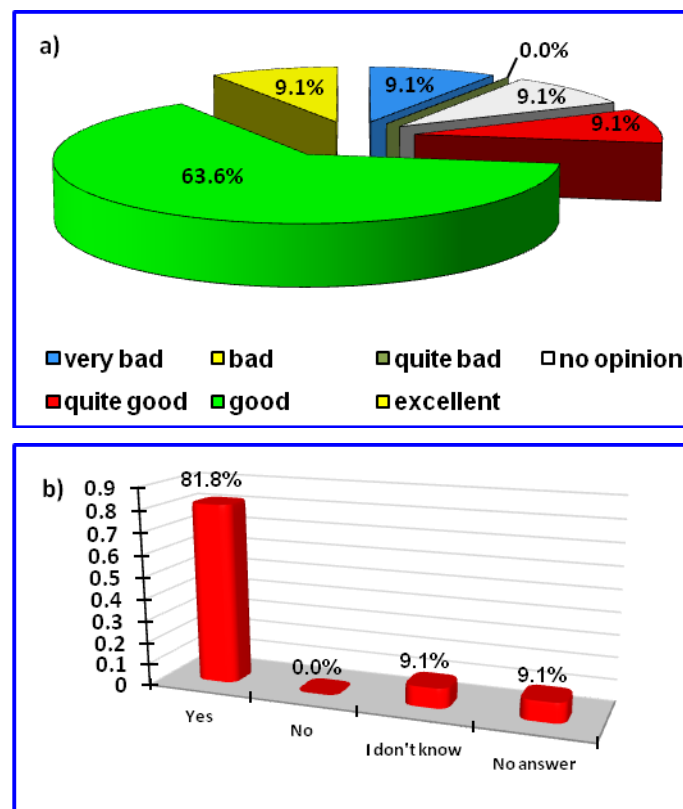 a)
0.0%
9.1%
9.1%
9.1%
9.1%
63.6%
very bad
bad
quite bad
no opinion
quite good
good
excellent
b)
81.8%
0.9
0.8
0.7
0.6
0.5
0.4
0.3
0.2
0.1
0
0.0%
9.1%
9.1%
Yes
No
I don't know
No answer